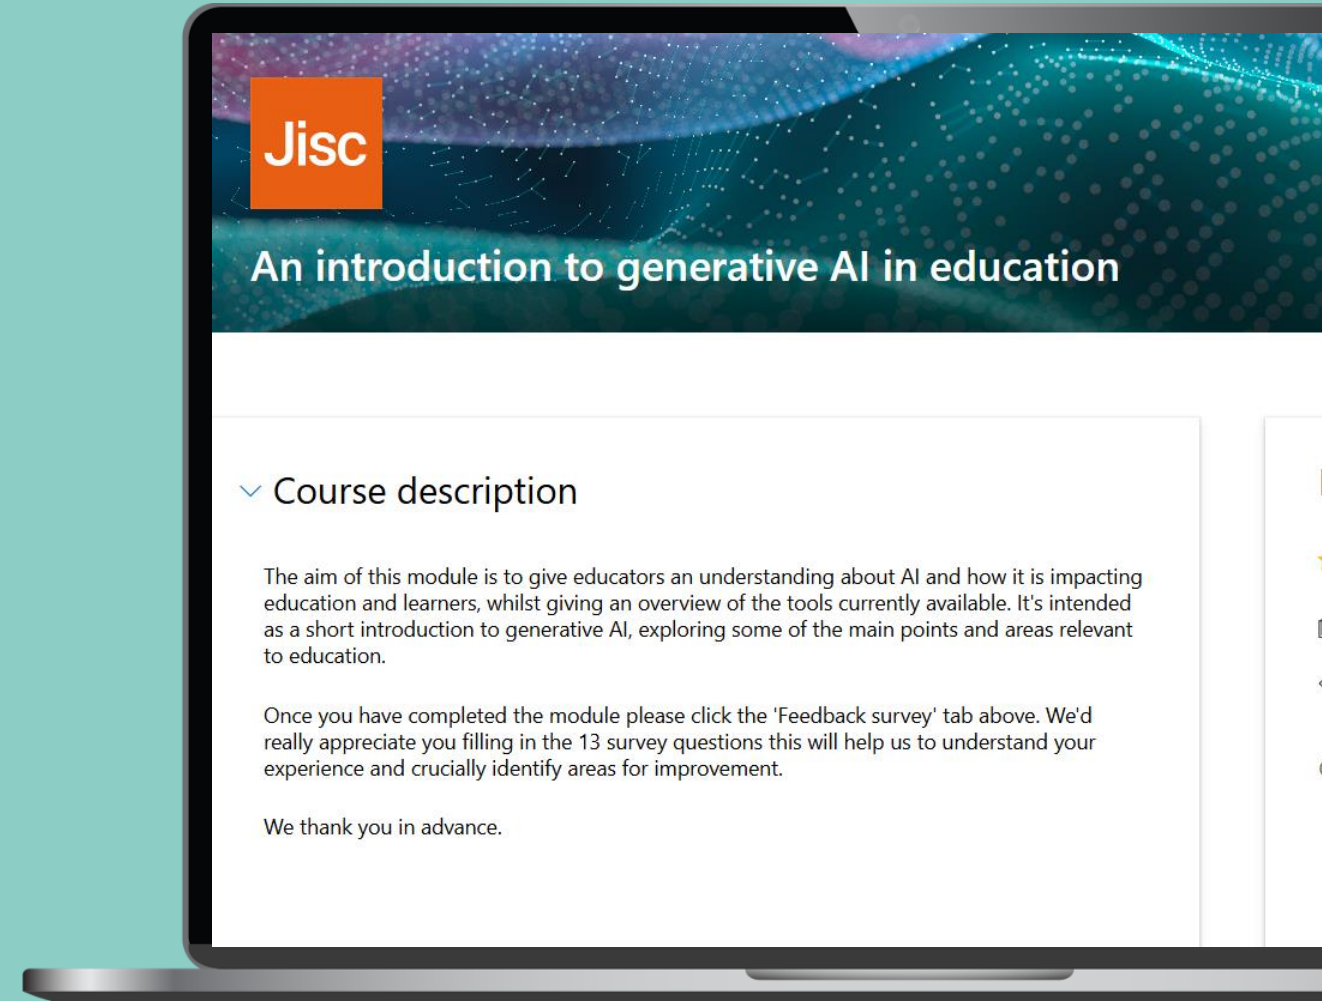 Jisc
An introduction to generative AI in education
Course description
The aim of this module is to give educators an understanding about AI and how it is impacting
education and learners, whilst giving an overview of the tools currently available. It's intended
as a short introduction to generative AI, exploring some of the main points and areas relevant
to education.
Once you have completed the module please click the 'Feedback survey' tab above. We'd
really appreciate you filling in the 13 survey questions this will help us to understand your
experience and crucially identify areas for improvement.
We thank you in advance.